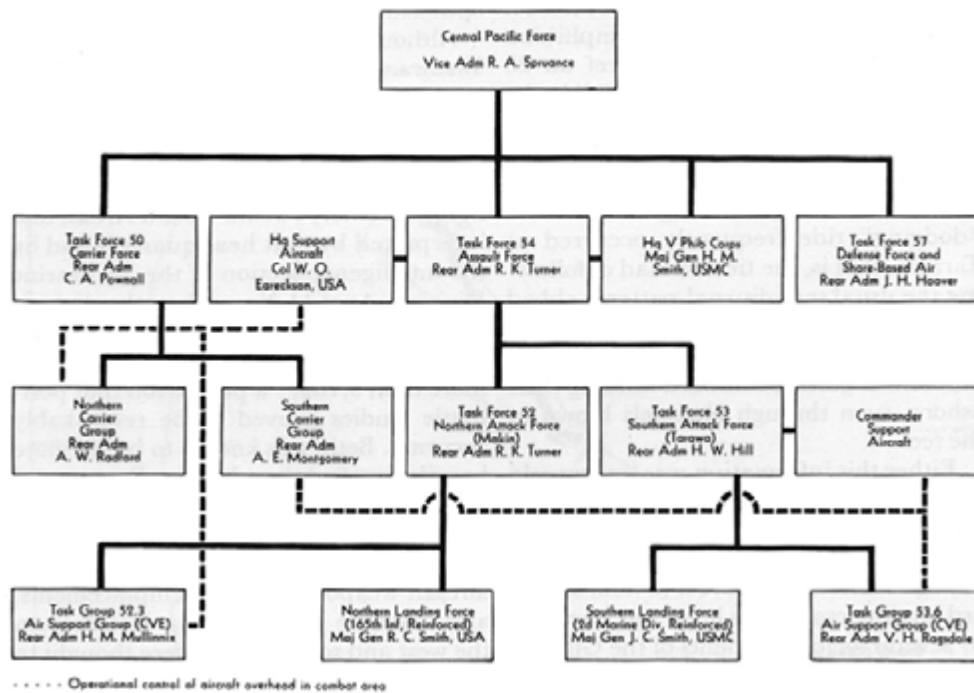 Central Pacific Force
Vice Adm R. A. Spruance
Task Force 50
Carrier Force
Rear Adm
C. A. Pownall
Hq Support
Aircraft
Col W. O.
Eareckson, USA
Task Force 54
Assault Force
Rear Adm R. K. Turner
Hq V Phib Corps
Maj Gen H. M.
Smith, USMC
Task Force 57
Defense Force and
Shore-Based Air
Rear Adm J. H. Hoover
Northern
Carrier
Group
Rear Adm
A. W. Radford
Southern
Carrier
Group
Rear Adm
A. E. Montgomery
Task Force 52
Northern Attack Force
(Makin)
Rear Adm R. K. Turner
Task Force 53
Southern Attack Force
(Tarawa)
Rear Adm H. W. Hill
Commander
Support
Aircraft
Task Group 52.3
Air Support Group (CVE)
Rear Adm H. M. Mullinnix
Northern Landing Force
(165th Inf, Reinforced)
Maj Gen R. C. Smith, USA
Southern Landing Force
(2d Marine Div, Reinforced)
Maj Gen J. C. Smith, USMC
Task Group 53.6
Air Support Group (CVE)
Rear Adm V. H. Ragsdale
Operational control of aircraft overhead in combat area